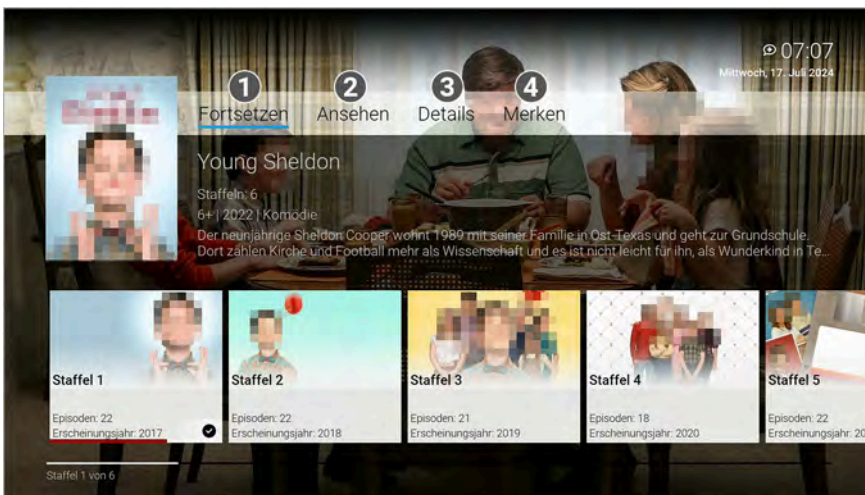 07:07
Mittwoch, 17. Juli 2024
1 2 3 4
Fortsetzen Ansehen Details Merken
Young Sheldon
Staffeln: 6
6+ | 2022 | Komödie
Der neunjährige Sheldon Cooper wohnt 1989 mit seiner Familie in Ost-Texas und geht zur Grundschule.
Dort zählen Kirche und Football mehr als Wissenschaft und es ist nicht leicht für ihn, als Wunderkind in Te...
Staffel 1
Episoden: 22
Erscheinungsjahr: 2017
Staffel 2
Episoden: 22
Erscheinungsjahr: 2018
Staffel 3
Episoden: 21
Erscheinungsjahr: 2019
Staffel 4
Episoden: 18
Erscheinungsjahr: 2020
Staffel 5
Episoden: 22
Erscheinungsjahr: 20
Staffel 1 von 6